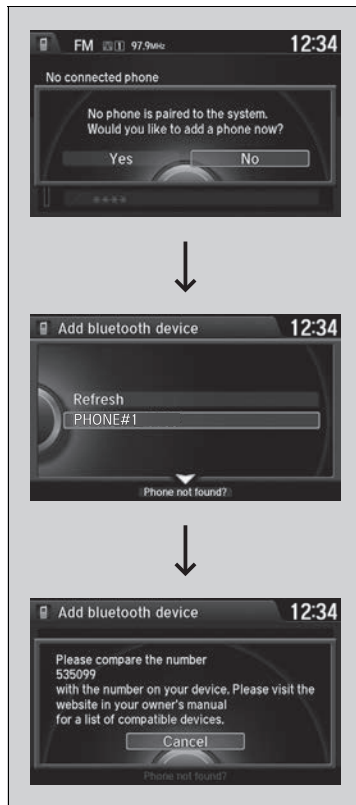 FM 97.9MHz 12:34
No connected phone
No phone is paired to the system.
Would you like to add a phone now?
Yes No
Add bluetooth device 12:34
Refresh
PHONE#1
Phone not found?
Add bluetooth device 12:34
Please compare the number
535099
with the number on your device. Please visit the
website in your owner's manual
for a list of compatible devices.
Cancel
Phone not found?